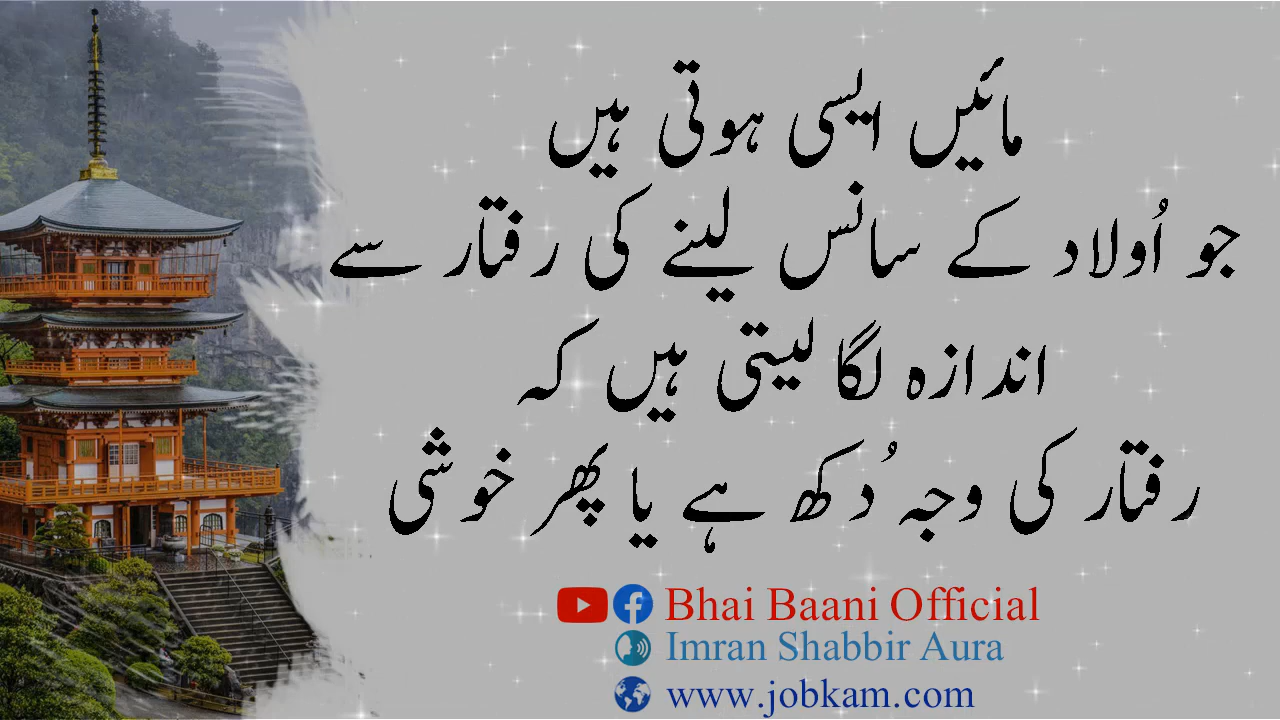 مائیں ایسی ہوتی ہیں
جو اُولاد کے سانس لینے کی رفتار سے
اندازہ لگا لیتی ہیں کہ
رفتار کی وجہ دُکھ ہے یا پھر خوشی
Bhai Baani Official
Imran Shabbir Aura
www.jobkam.com